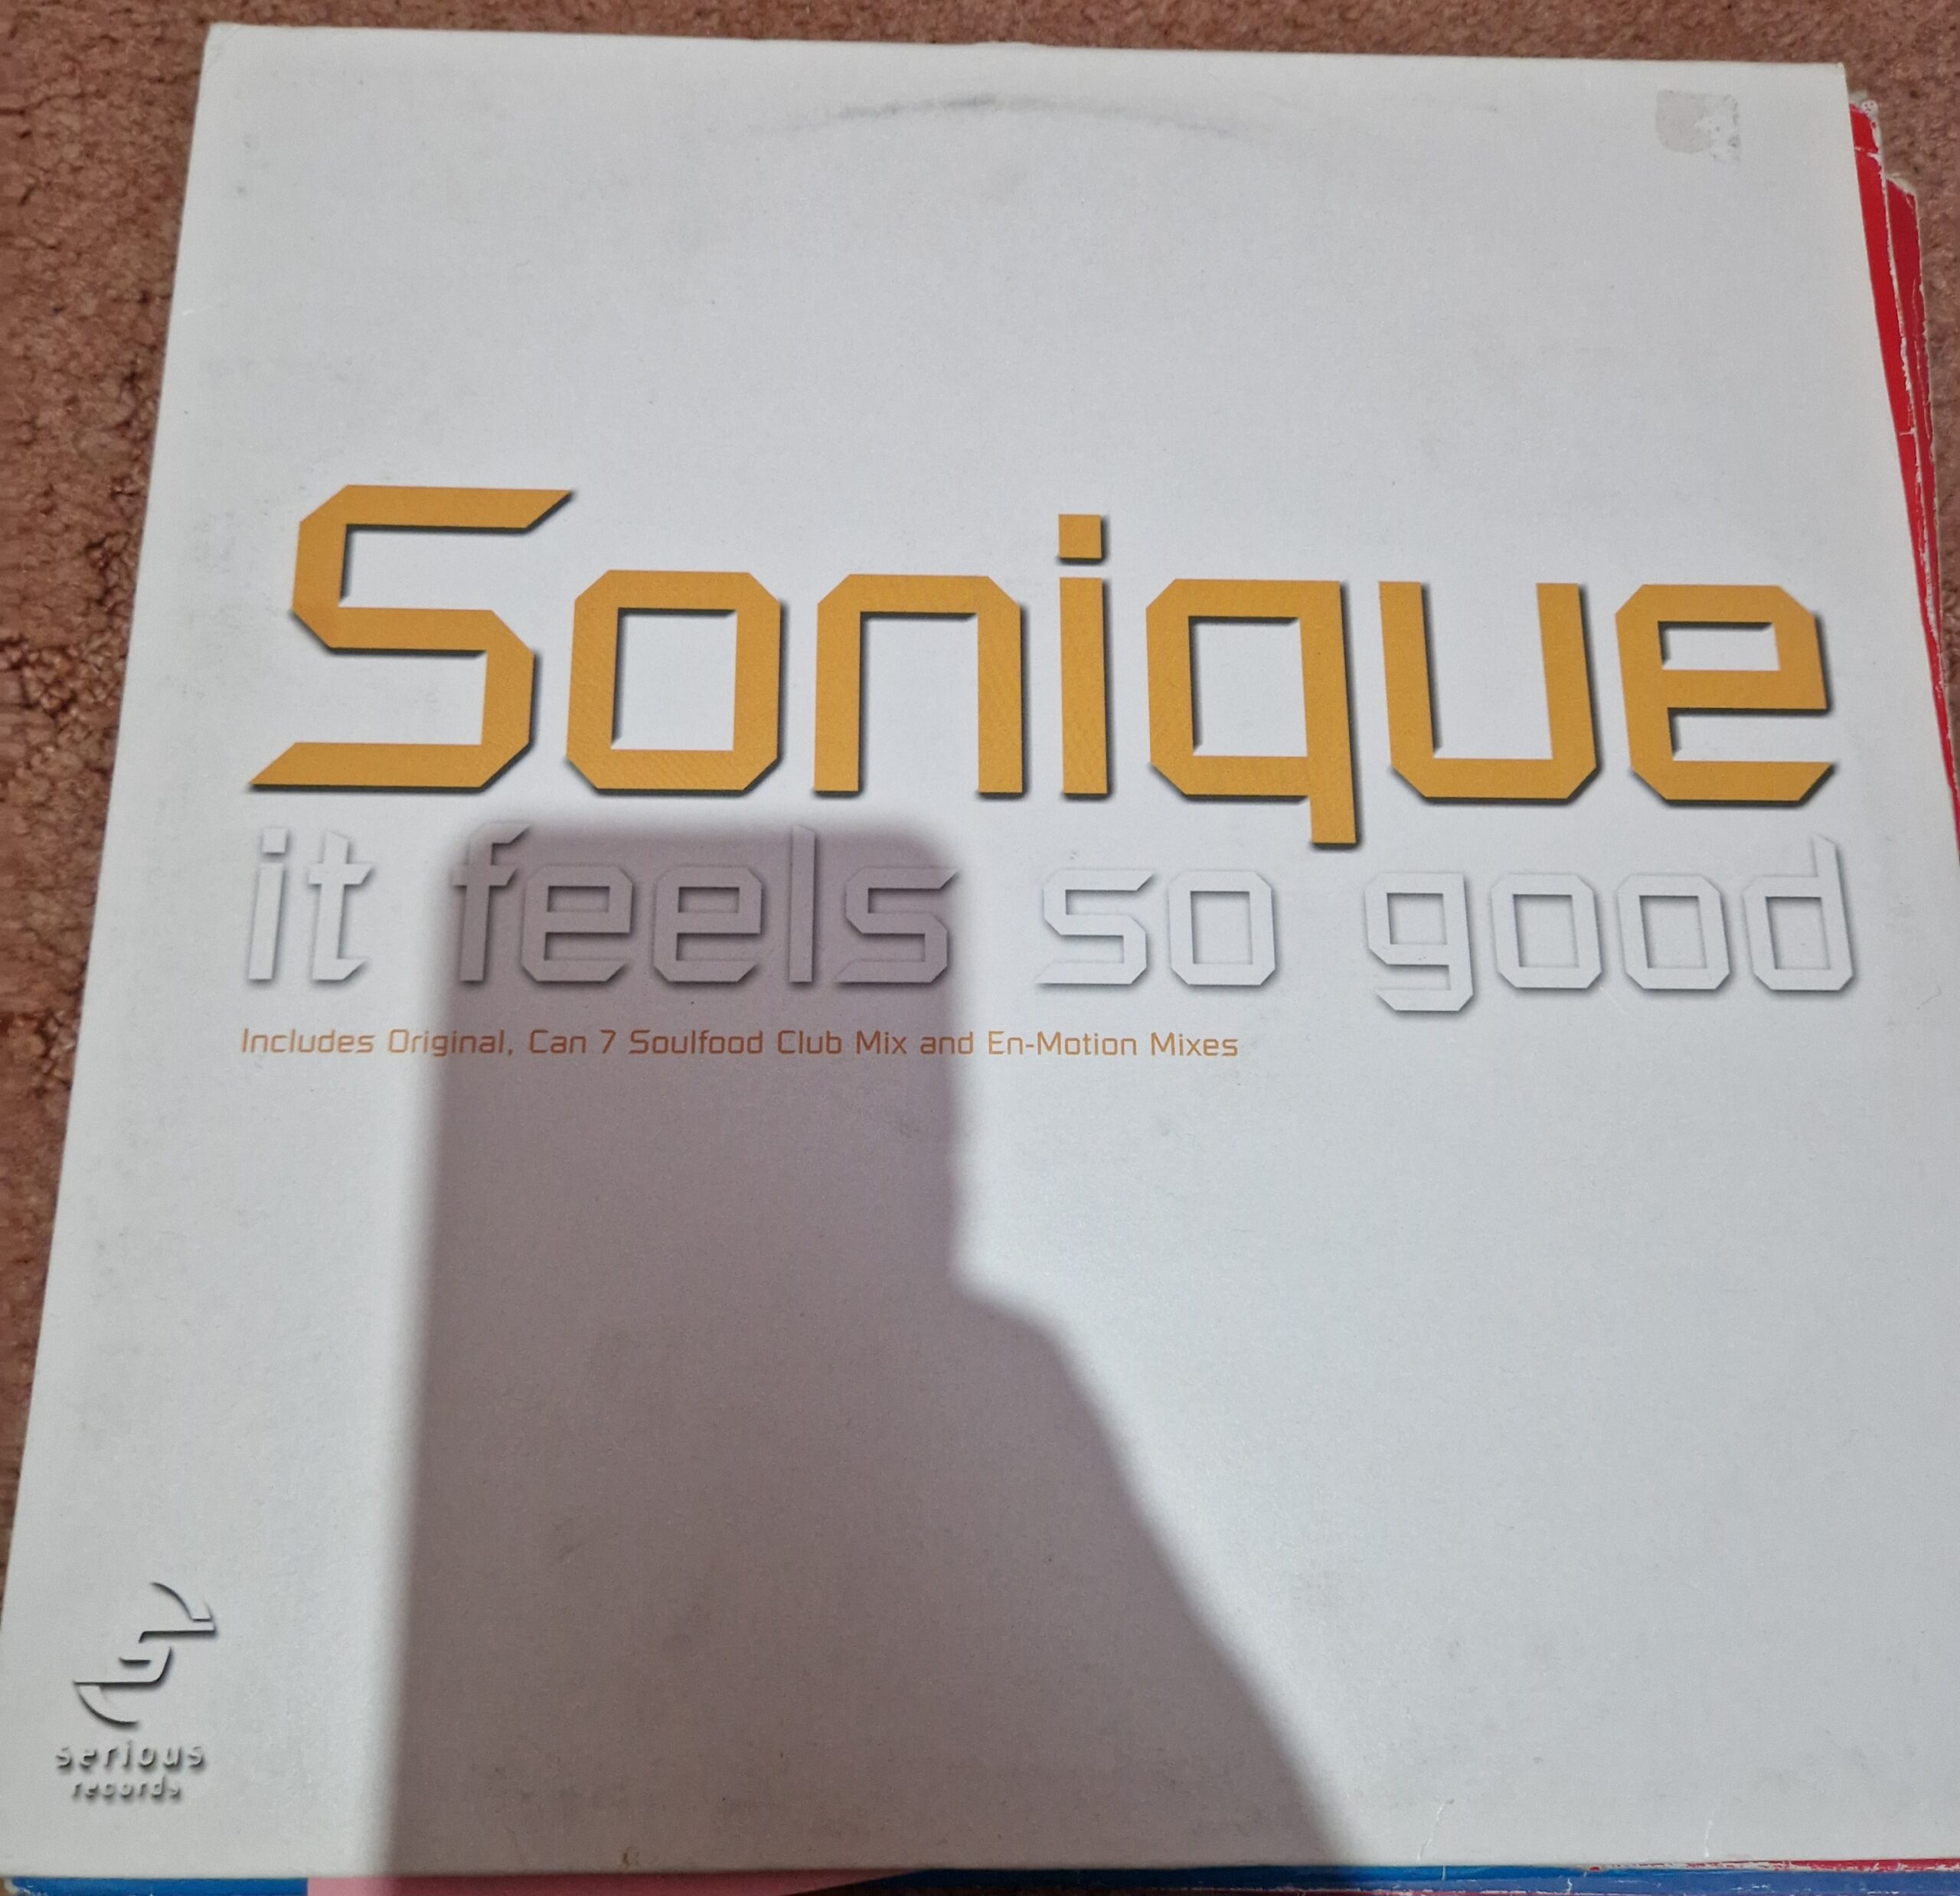 Sonique
it feels so good
Includes Original, Can 7 Soulfood Club Mix and En-Motion Mixes
serious
records